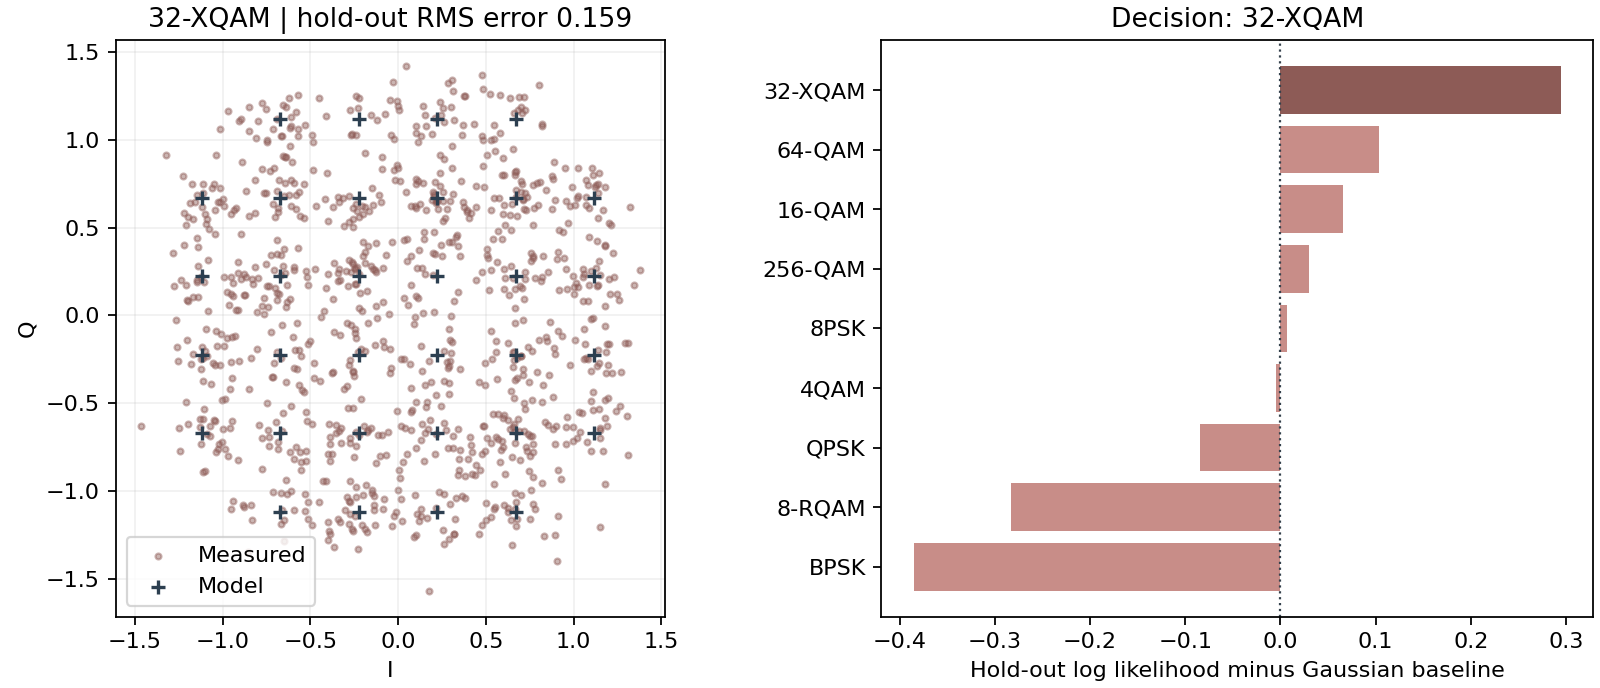 32-XQAM | hold-out RMS error 0.159
1.5
1.0
0.5
0.0
−0.5
−1.0
−1.5
Q
Measured
Model
−1.5 −1.0 −0.5 0.0 0.5 1.0 1.5
I
Decision: 32-XQAM
32-XQAM
64-QAM
16-QAM
256-QAM
8PSK
4QAM
QPSK
8-RQAM
BPSK
−0.4 −0.3 −0.2 −0.1 0.0 0.1 0.2 0.3
Hold-out log likelihood minus Gaussian baseline